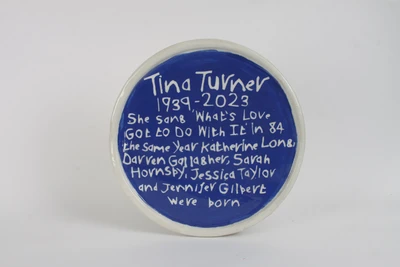 Tina Turner
1939-2023
She sang 'What's Love
Got to Do With It' In 84
the same year Katherine Long,
Darren Gallagher, Sarah
Hornsby, Jessica Taylor
and Jennifer Gilbert
were born